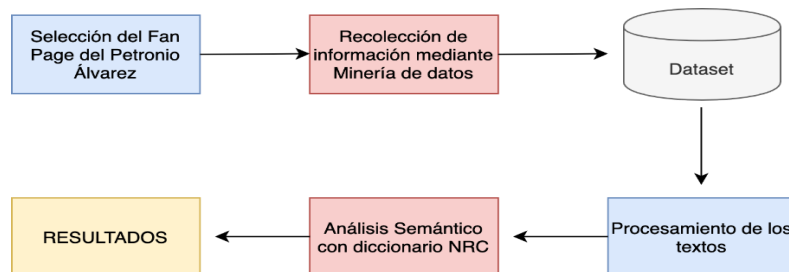 Selección del Fan
Page del Petronio
Álvarez
Recolección de
información mediante
Minería de datos
Dataset
Procesamiento de los
textos
Análisis Semántico
con diccionario NRC
RESULTADOS